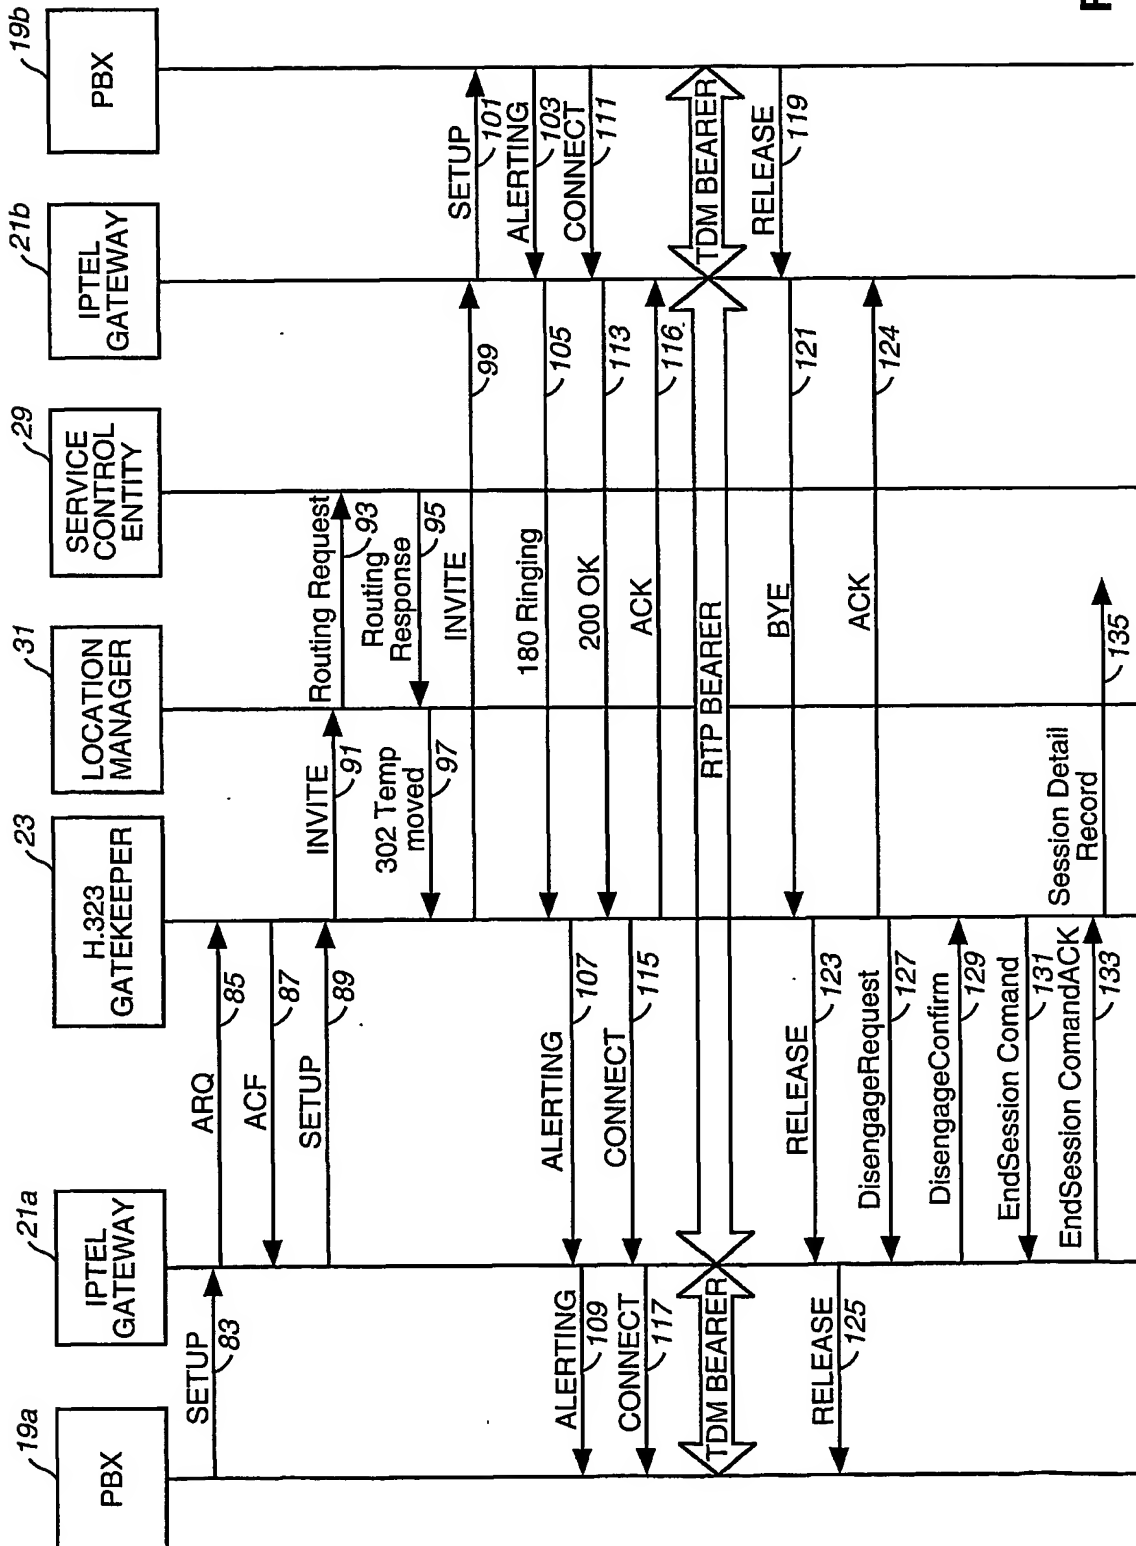 19a
PBX
21a
IPTEL
GATEWAY
23
H.323
GATEKEEPER
31
LOCATION
MANAGER
29
SERVICE
CONTROL
ENTITY
21b
IPTEL
GATEWAY
19b
PBX
SETUP
83
ARQ
85
ACF
87
SETUP
89
INVITE
91
Routing Request
93
Routing
Response
95
302 Temp
moved
97
INVITE
99
SETUP
101
ALERTING
103
180 Ringing
105
ALERTING
107
ALERTING
109
CONNECT
111
200 OK
113
CONNECT
115
ACK
116
CONNECT
117
TDM BEARER
RTP BEARER
TDM BEARER
RELEASE
119
BYE
121
RELEASE
123
ACK
124
RELEASE
125
DisengageRequest
127
DisengageConfirm
129
EndSession Comand
131
EndSession ComandACK
133
Session Detail
Record
135